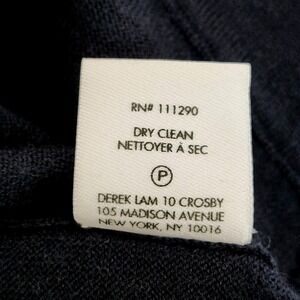 RN# 111290
DRY CLEAN
NETTOYER À SEC
P
DEREK LAM 10 CROSBY
105 MADISON AVENUE
NEW YORK, NY 10016